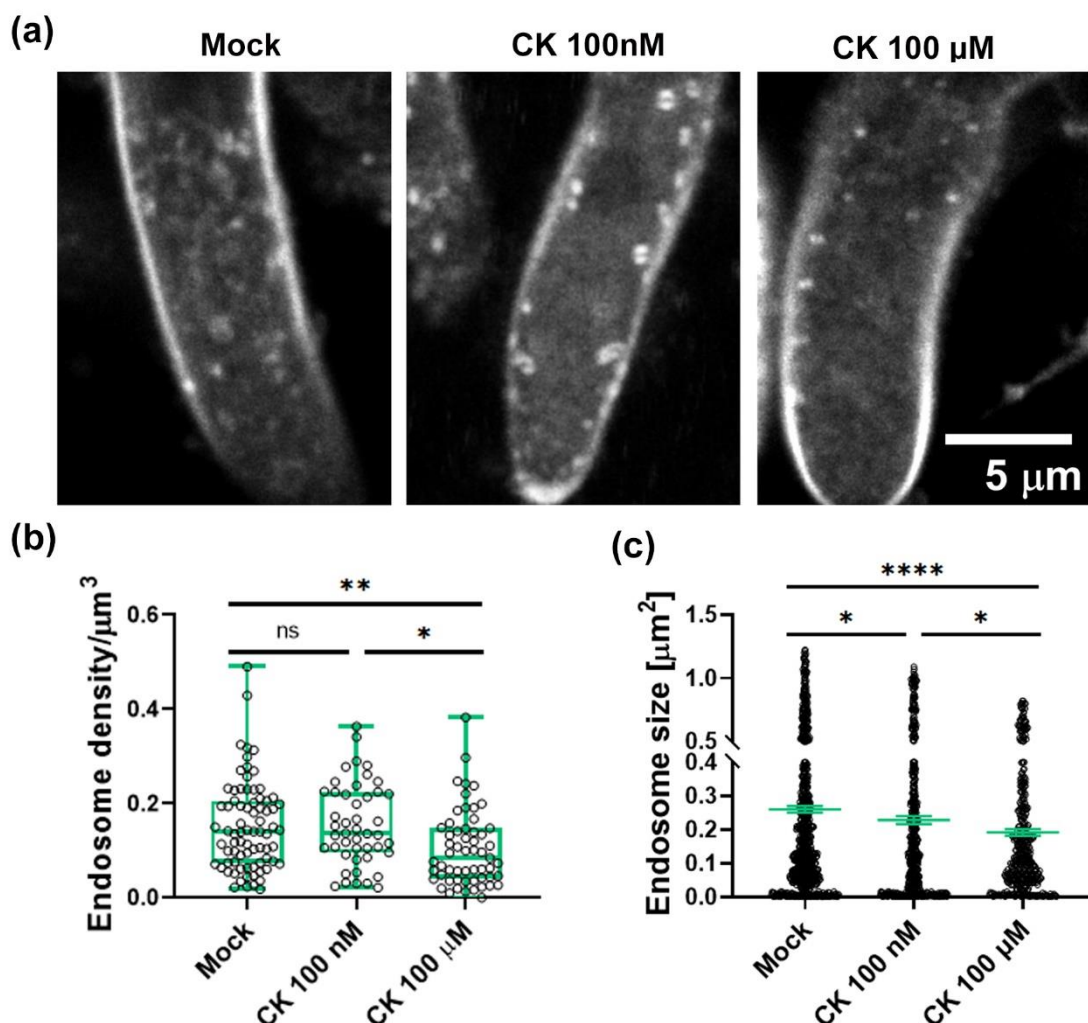 (a)
Mock
CK 100nM
CK 100 µM
5 µm
(b)
Endosome density/µm³
0.6
0.4
0.2
0.0
**
ns
*
Mock
CK 100 nM
CK 100 µM
(c)
Endosome size [µm²]
1.5
1.0
0.5
0.4
0.3
0.2
0.1
0.0
****
*
*
Mock
CK 100 nM
CK 100 µM